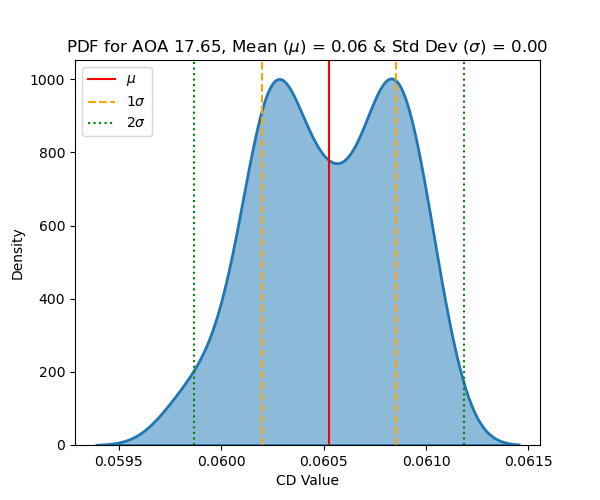 PDF for AOA 17.65, Mean (μ) = 0.06 & Std Dev (σ) = 0.00
μ
1σ
2σ
1000
800
600
400
200
0
Density
0.0595
0.0600
0.0605
0.0610
0.0615
CD Value